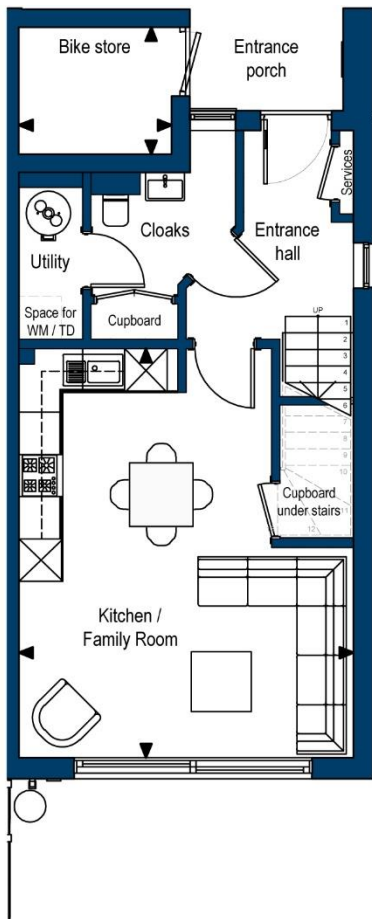 Bike store
Entrance
porch
Services
Cloaks
Entrance
hall
Utility
Space for
WM / TD
Cupboard
UP
1
2
3
4
5
6
7
8
9
10
11
12
Cupboard
under stairs
Kitchen /
Family Room